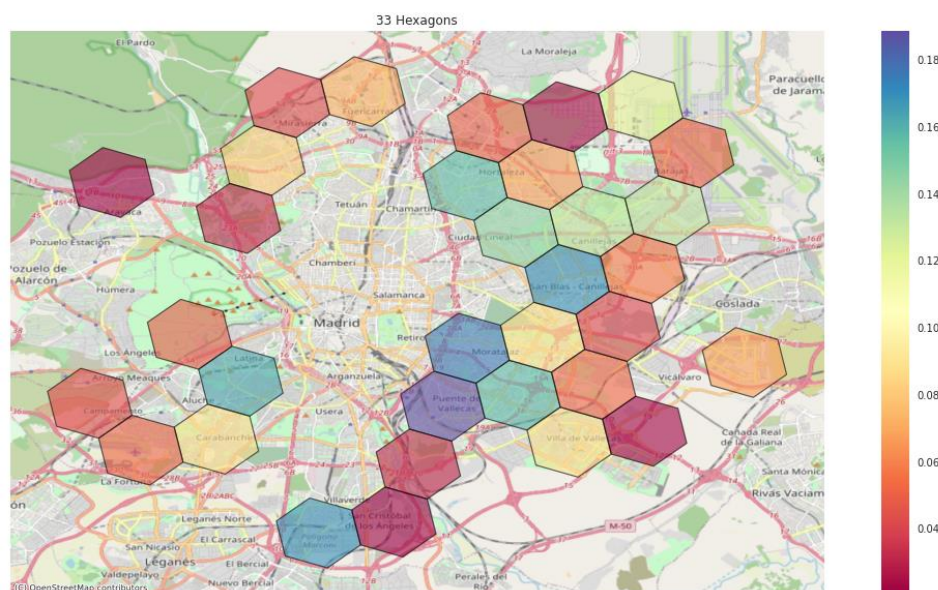 33 Hexagons
El Pardo
La Moraleja
Paracuello
de Jarama
Mirasierra
Fuencarral
Hortaleza
Barajas
Aravaca
Tetuán
Chamartín
Pozuelo Estación
Ciudad Lineal
Canillejas
Pozuelo de
Alarcón
Chamberí
Húmera
San Blas - Canillejas
Salamanca
Coslada
Madrid
Retiro
Moratalaz
Los Ángeles
Latina
Arroyo Meaques
Arganzuela
Vicálvaro
Aluche
Campamento
Usera
Puente de
Vallecas
Carabanchel
Villa de Vallecas
Cañada Real
de la Galiana
La Fortuna
Santa Mónica
Villaverde
Rivas Vaciam
Leganés Norte
San Cristóbal
de los Ángeles
El Carrascal
Polígono
M-50
San Nicasio
Leganés
El Bercial
Valdepelayo
Nuevo Bercial
Perales del
Río
(C) OpenStreetMap contributors
0.18
0.16
0.14
0.12
0.10
0.08
0.06
0.04